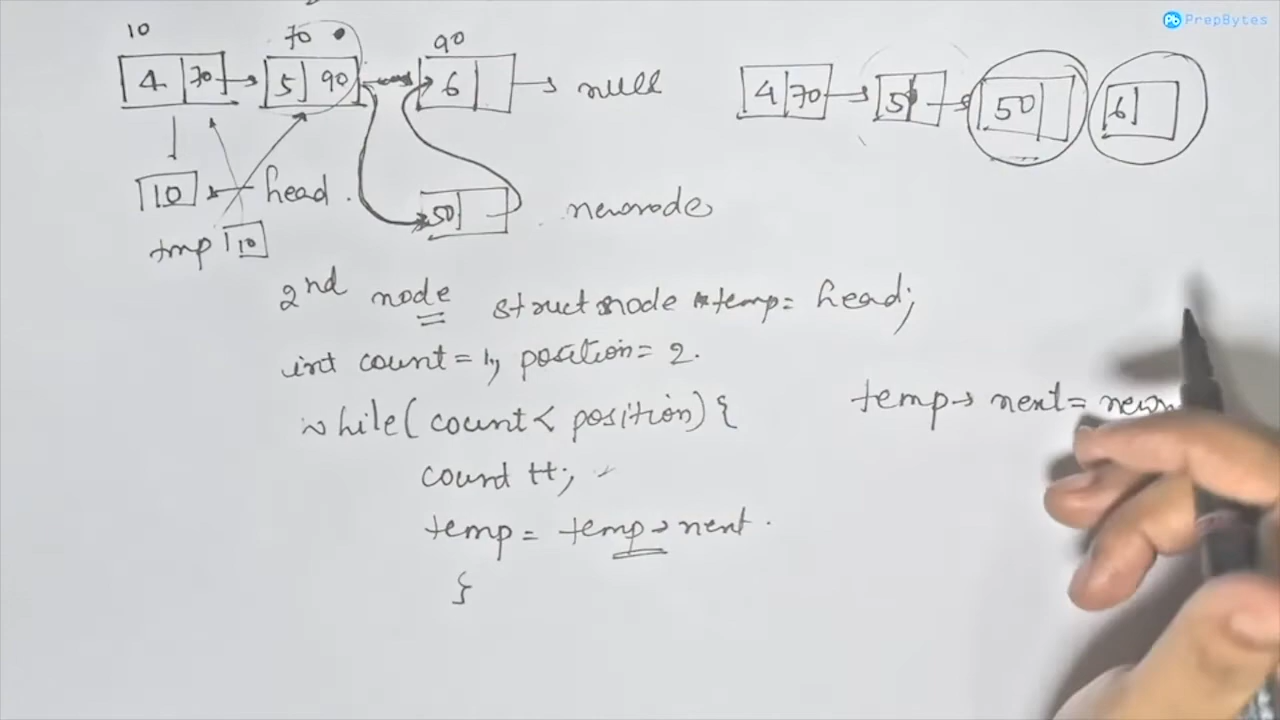 PrepBytes
10 70 90
4 70 5 90 6 null
4 70 5 50 6
10 head.
50 newnode
tmp 10
2nd node struct node *temp = head;
int count = 1, position = 2.
while( count < position) {
temp→ next = newn
count ++;
temp = temp→next.
}